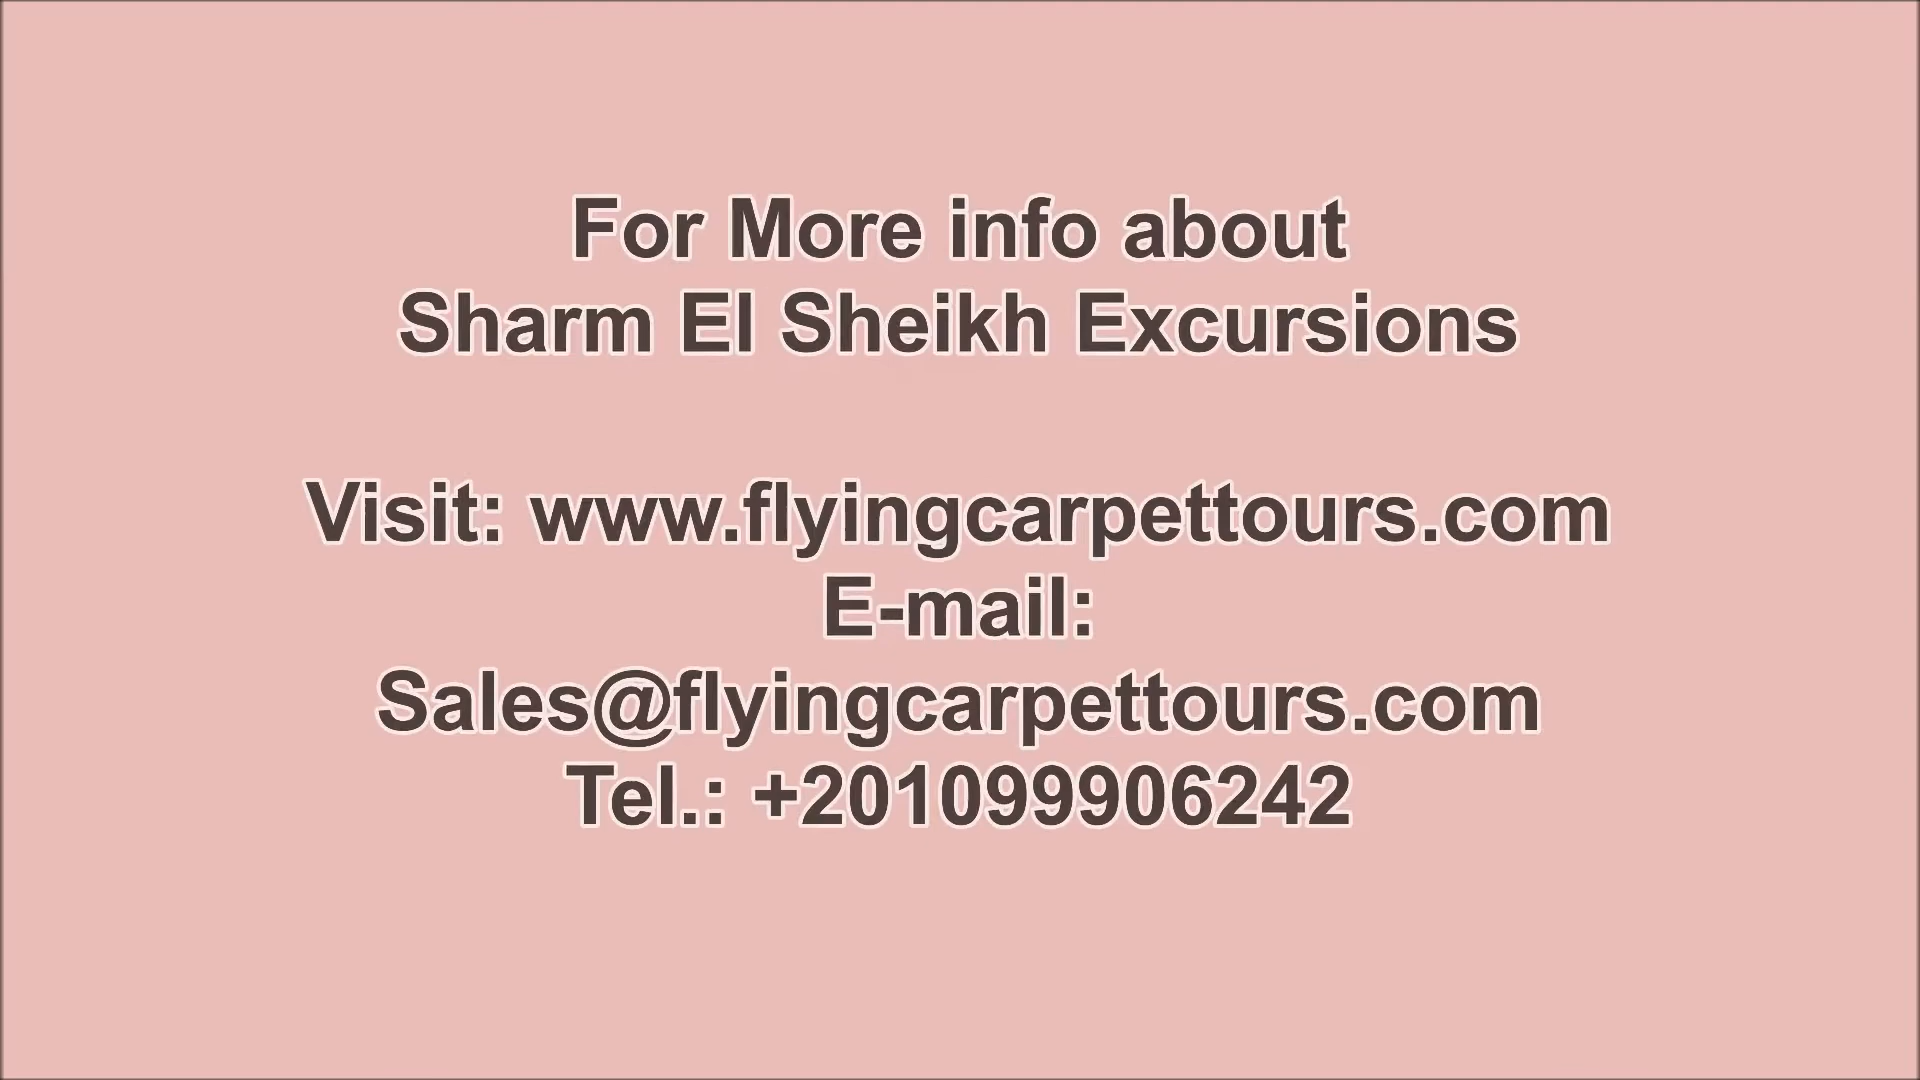 For More info about
Sharm El Sheikh Excursions
Visit: www.flyingcarpettours.com
E-mail:
Sales@flyingcarpettours.com
Tel.: +201099906242